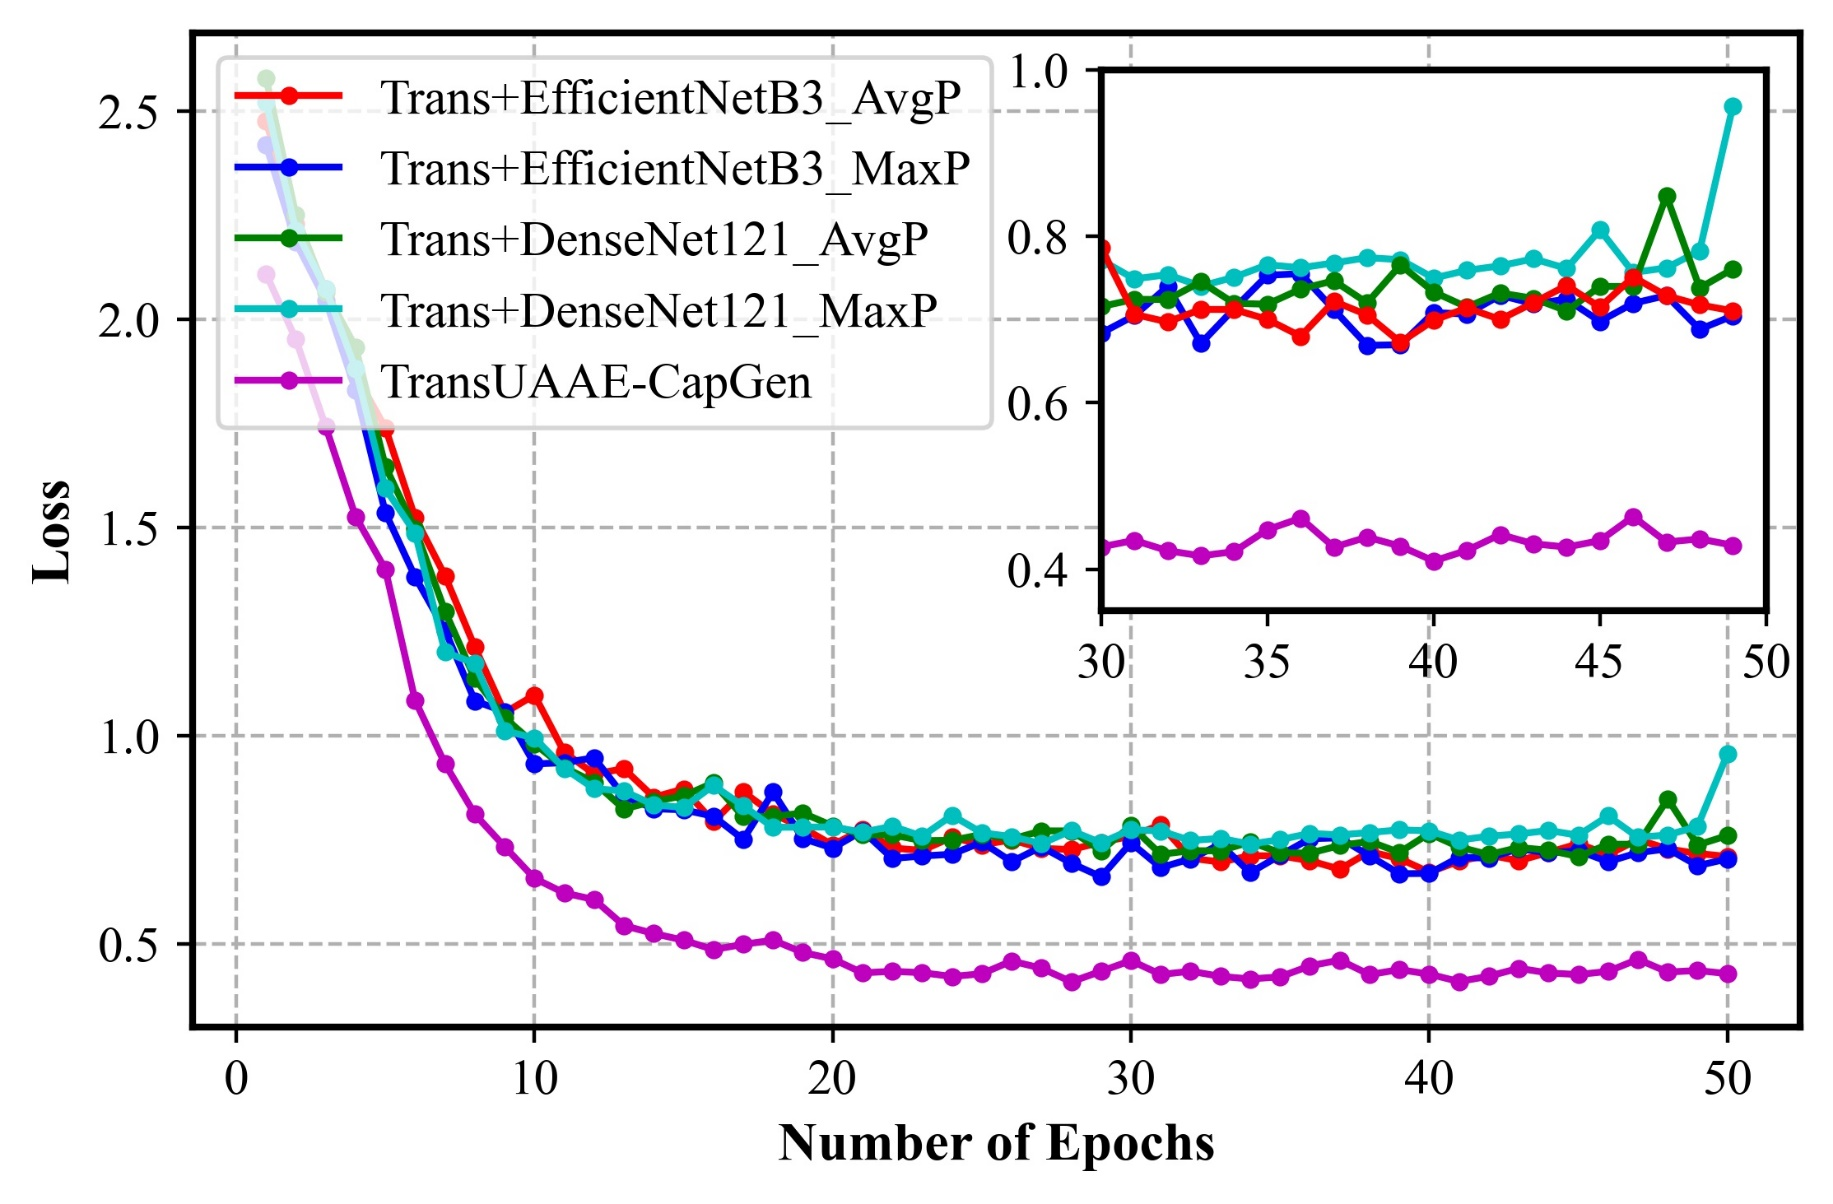 Trans+EfficientNetB3_AvgP
Trans+EfficientNetB3_MaxP
Trans+DenseNet121_AvgP
Trans+DenseNet121_MaxP
TransUAAE-CapGen
1.0
0.8
0.6
0.4
30 35 40 45 50
Loss
2.5
2.0
1.5
1.0
0.5
0 10 20 30 40 50
Number of Epochs